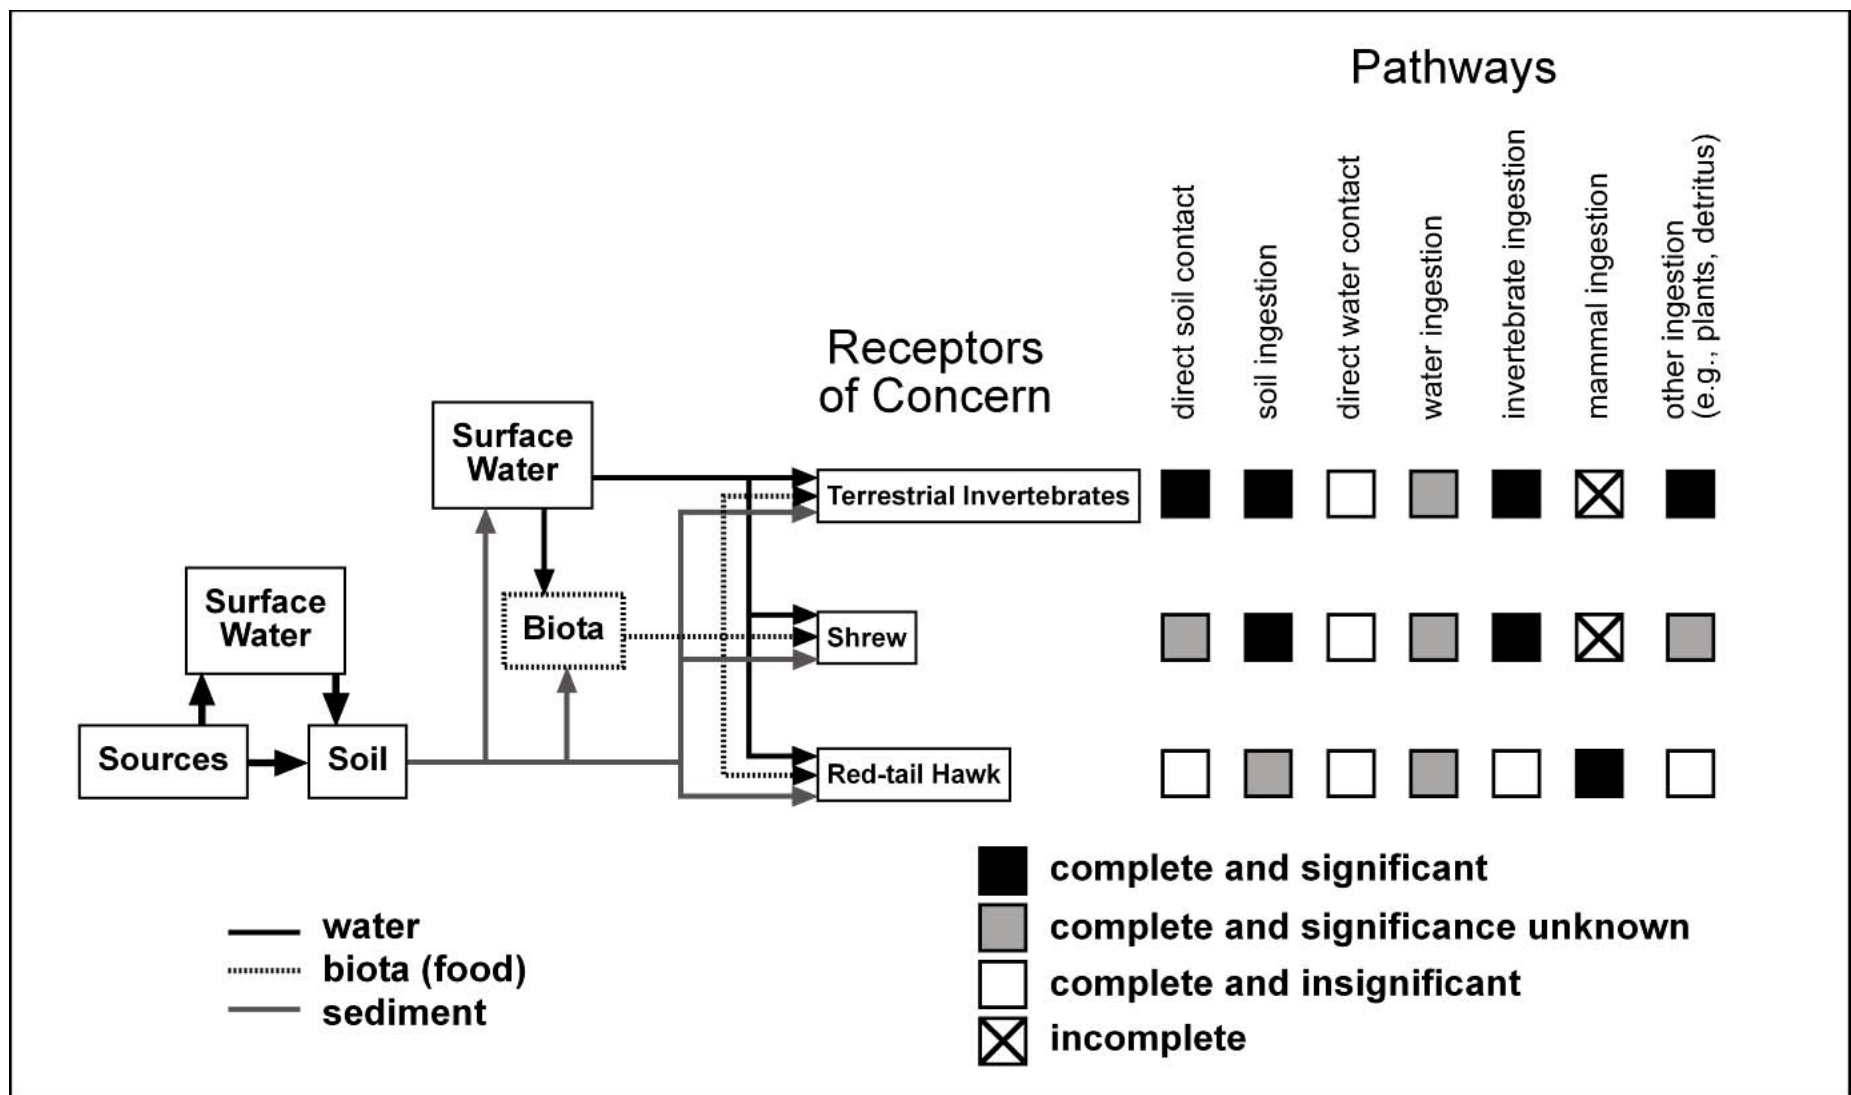 Pathways
direct soil contact
soil ingestion
direct water contact
water ingestion
invertebrate ingestion
mammal ingestion
other ingestion
(e.g., plants, detritus)
Receptors
of Concern
Surface
Water
Terrestrial Invertebrates
Surface
Water
Biota
Shrew
Sources
Soil
Red-tail Hawk
water
biota (food)
sediment
complete and significant
complete and significance unknown
complete and insignificant
incomplete